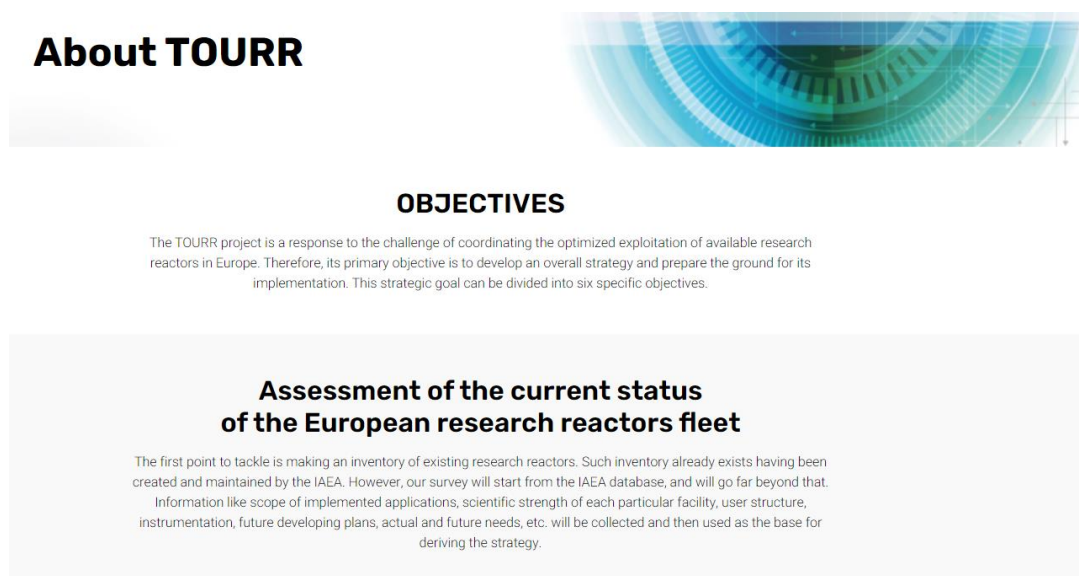 About TOURR
OBJECTIVES
The TOURR project is a response to the challenge of coordinating the optimized exploitation of available research
reactors in Europe. Therefore, its primary objective is to develop an overall strategy and prepare the ground for its
implementation. This strategic goal can be divided into six specific objectives.
Assessment of the current status
of the European research reactors fleet
The first point to tackle is making an inventory of existing research reactors. Such inventory already exists having been
created and maintained by the IAEA. However, our survey will start from the IAEA database, and will go far beyond that.
Information like scope of implemented applications, scientific strength of each particular facility, user structure,
instrumentation, future developing plans, actual and future needs, etc. will be collected and then used as the base for
deriving the strategy.